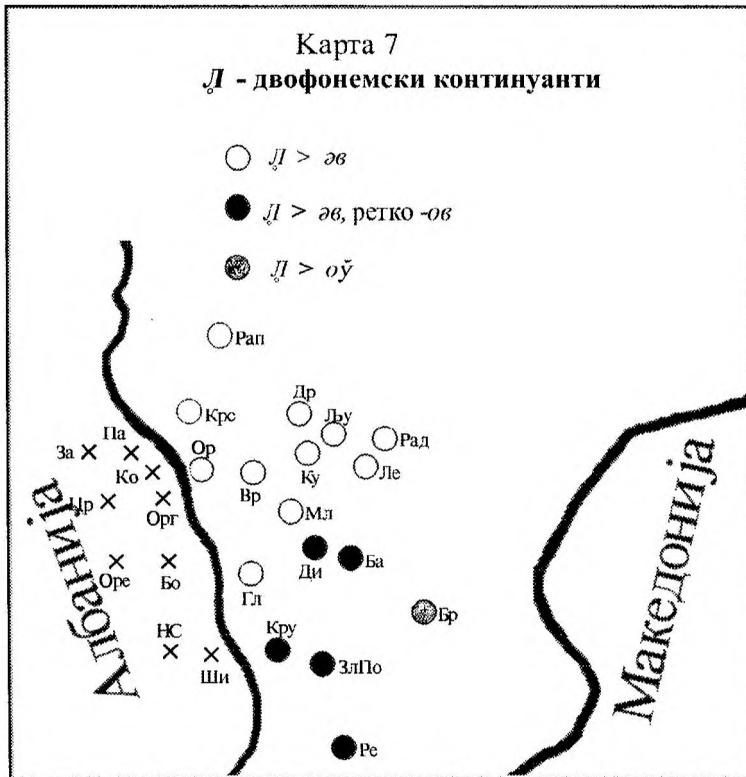 Карта 7
Л̥ - двофонемски континуанти
Л̥ > əв
Л̥ > əв, ретко -ов
Л̥ > оў
Рап
Крс
Др
Љу
Рад
Па
За
Ор
Ко
Ку
Ле
Вр
Цр
Орг
Мл
Оре
Бо
Ди
Ба
Гл
Бр
НС
Кру
Ши
ЗлПо
Ре
Албанија
Македонија